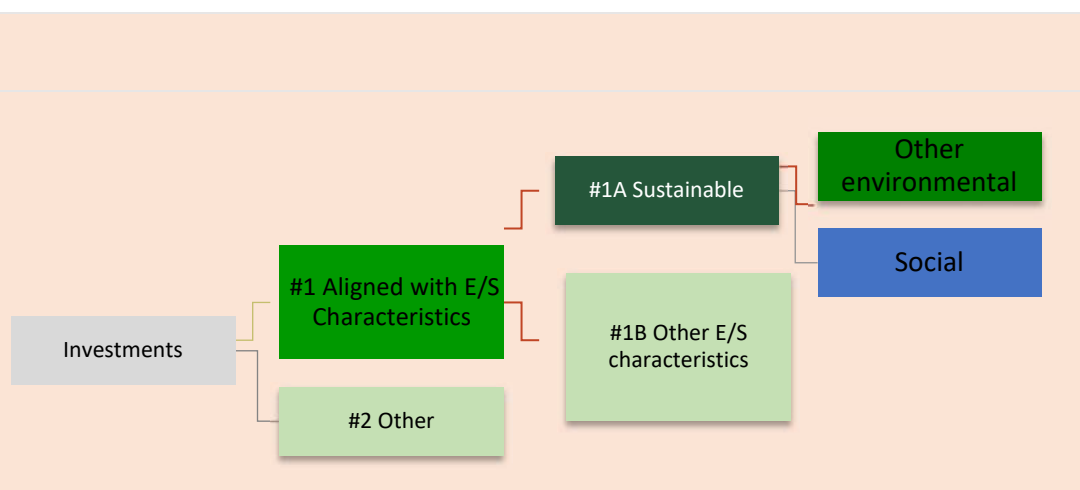 Other
environmental
#1A Sustainable
Social
#1 Aligned with E/S
Characteristics
#1B Other E/S
characteristics
Investments
#2 Other